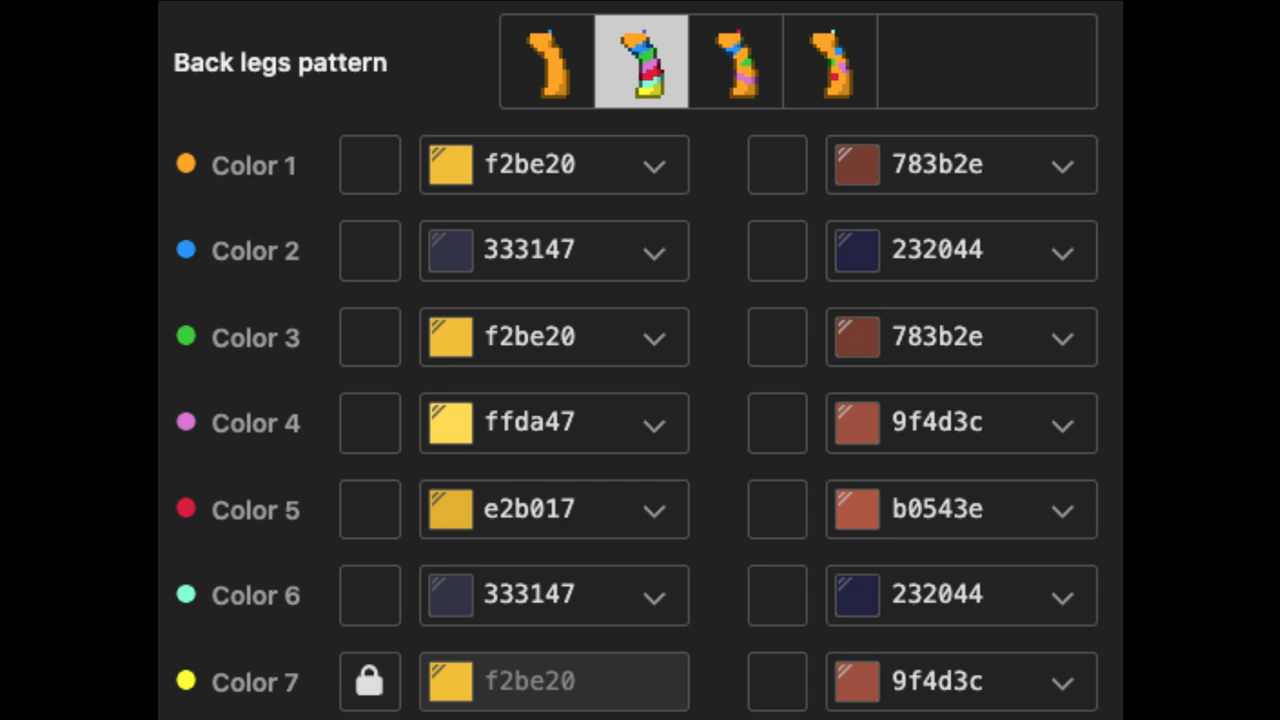 Back legs pattern
Color 1 f2be20 783b2e
Color 2 333147 232044
Color 3 f2be20 783b2e
Color 4 ffda47 9f4d3c
Color 5 e2b017 b0543e
Color 6 333147 232044
Color 7 f2be20 9f4d3c